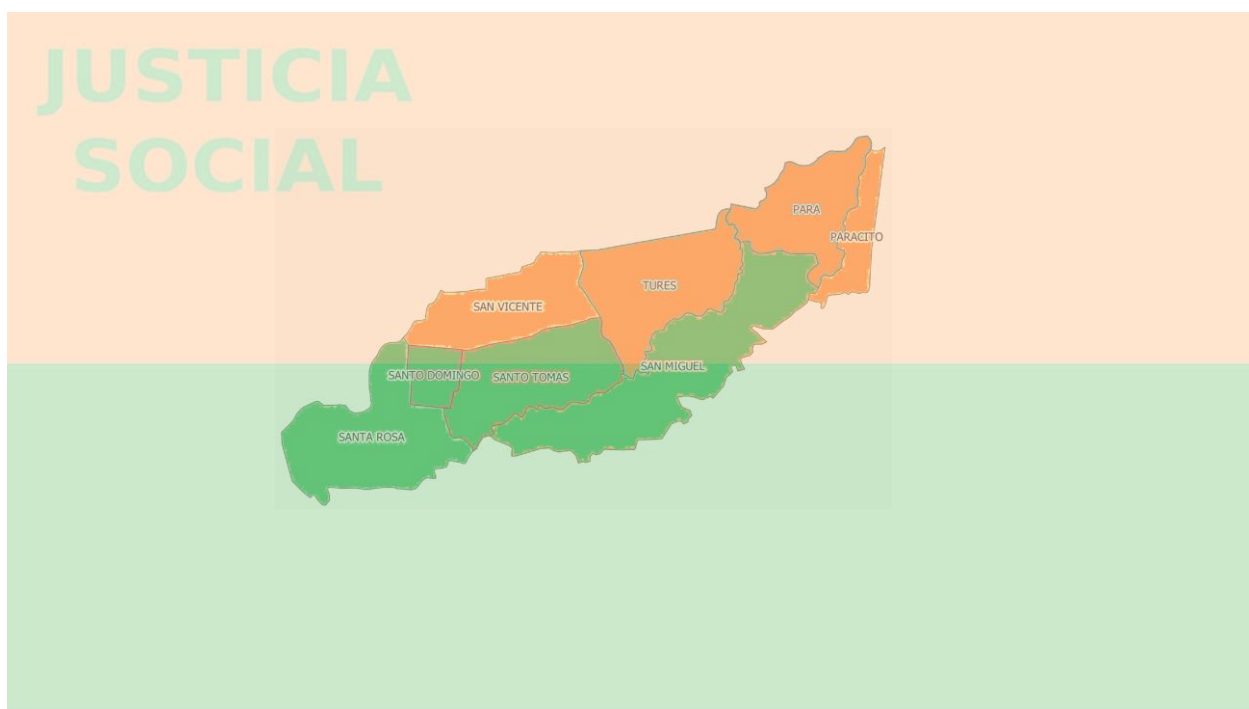 JUSTICIA
SOCIAL
PARA
PARACITO
TURES
SAN VICENTE
SAN MIGUEL
SANTO DOMINGO
SANTO TOMAS
SANTA ROSA